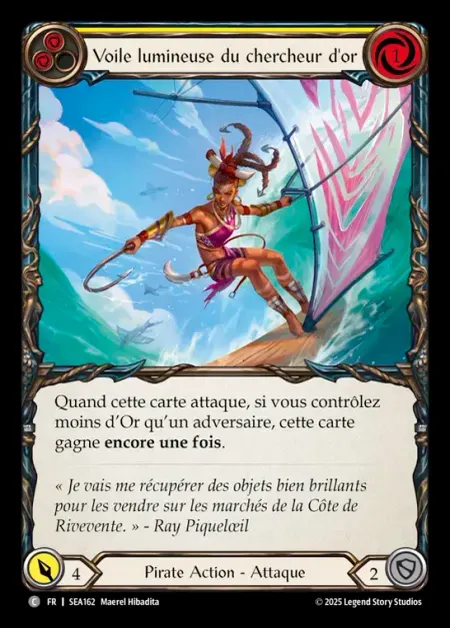 Voile lumineuse du chercheur d'or
1
Quand cette carte attaque, si vous contrôlez
moins d'Or qu'un adversaire, cette carte
gagne encore une fois.
« Je vais me récupérer des objets bien brillants
pour les vendre sur les marchés de la Côte de
Rivevente. » - Ray Piquelœil
4
Pirate Action - Attaque
2
C FR | SEA162 Maerel Hibadita
© 2025 Legend Story Studios